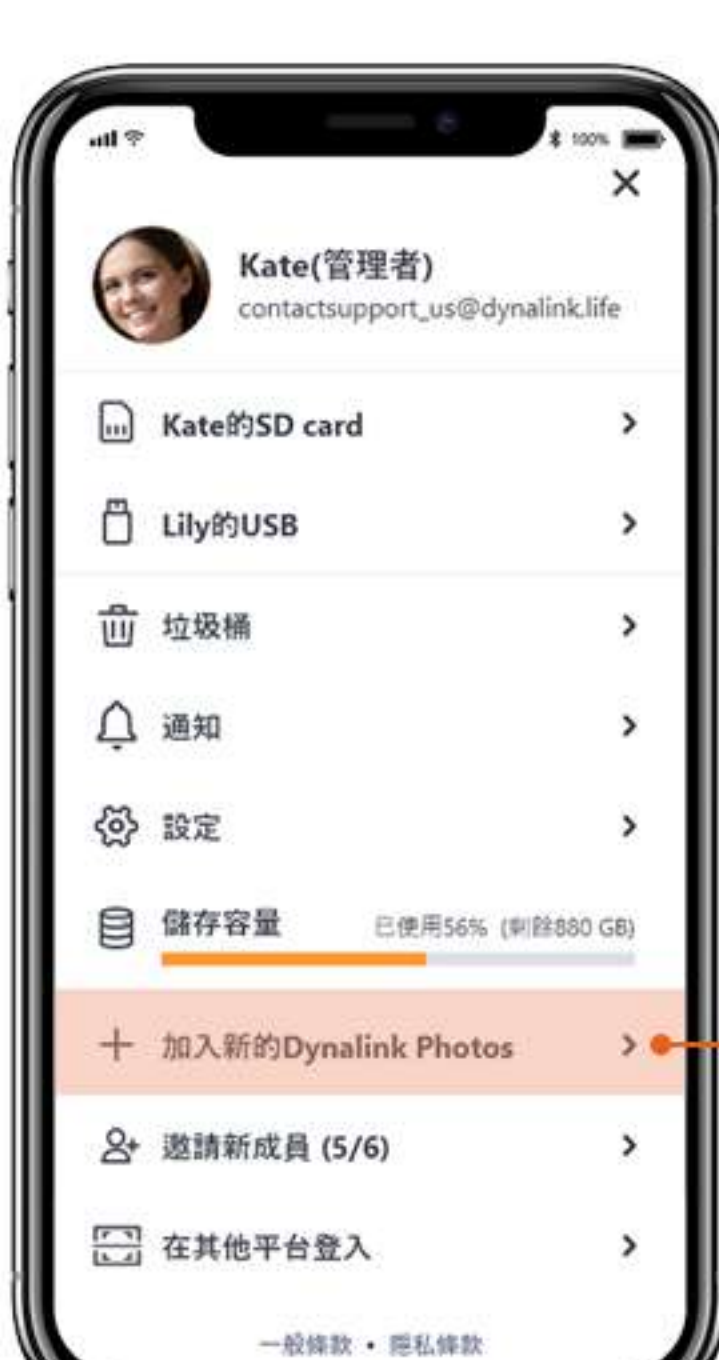 100%
Kate(管理者)
contactsupport_us@dynalink.life
Kate的SD card
Lily的USB
垃圾桶
通知
設定
儲存容量 已使用56% (剩餘880 GB)
加入新的Dynalink Photos
邀請新成員 (5/6)
在其他平台登入
一般條款 • 隱私條款